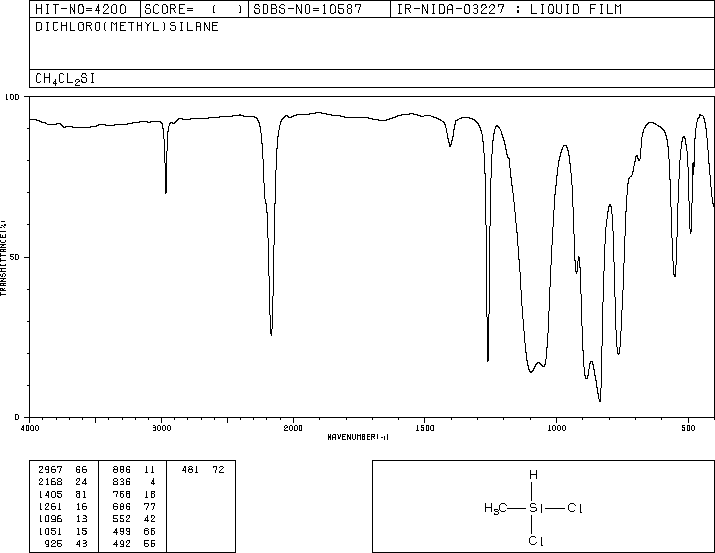 HIT-NO=4200 SCORE= ( ) SDBS-NO=10587 IR-NIDA-03227 : LIQUID FILM
DICHLORO(METHYL)SILANE
CH4CL2SI
100
TRANSMITTANCE(%)
50
0
4000 3000 2000 1500 1000 500
WAVENUMBER(-1)
2967 66 886 11 481 72
2168 24 836 4
1405 81 768 18
1261 16 686 77
1096 13 552 42
1051 15 499 66
926 43 492 55
H
H3C Si Cl
Cl